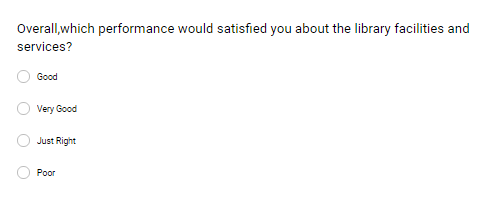 Overall,which performance would satisfied you about the library facilities and
services?
Good
Very Good
Just Right
Poor